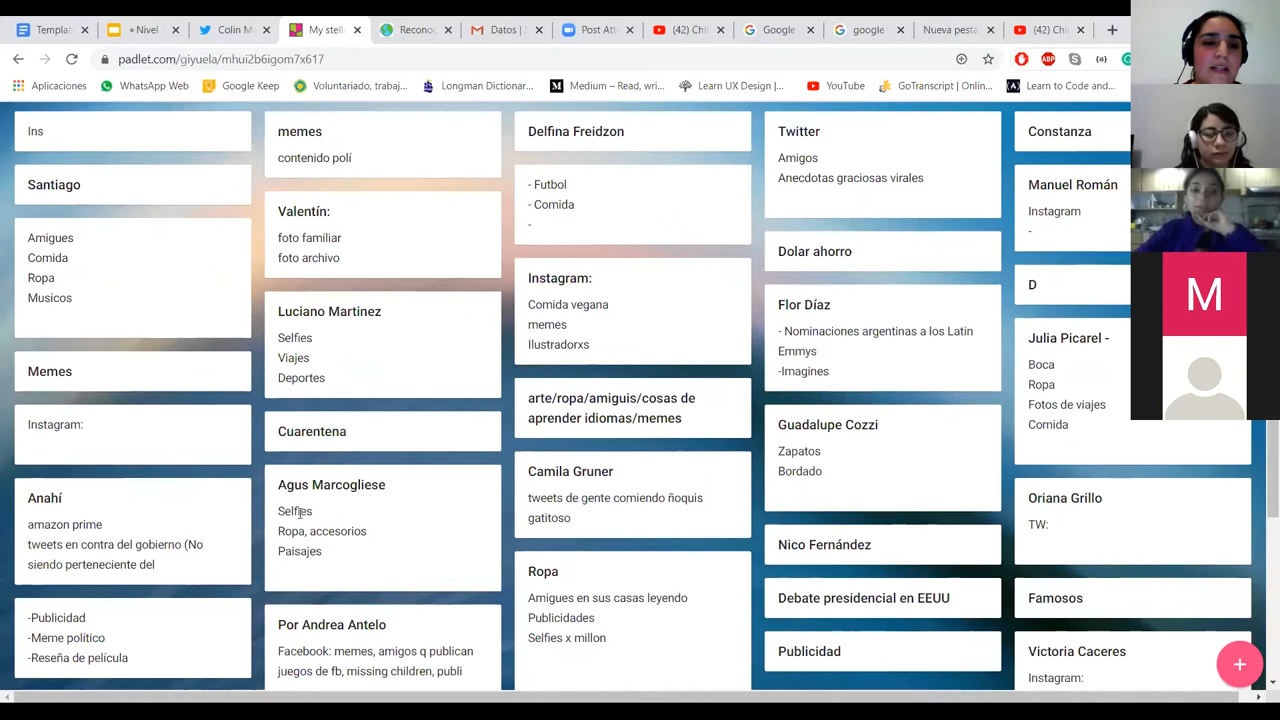 Templat
Nivel
Colin M
My stell
Reconoc
Datos |
Post Att
(42) Chi
Google
google
Nueva pesta
(42) Chi
padlet.com/giyuela/mhui2b6igom7x617
ABP
Aplicaciones
WhatsApp Web
Google Keep
Voluntariado, trabaj...
Longman Dictionar...
Medium – Read, wri...
Learn UX Design |...
YouTube
GoTranscript | Online...
Learn to Code and...
Ins
Santiago
Amigues
Comida
Ropa
Musicos
Memes
Instagram:
Anahí
amazon prime
tweets en contra del gobierno (No
siendo perteneciente del
-Publicidad
-Meme político
-Reseña de película
memes
contenido polí
Valentín:
foto familiar
foto archivo
Luciano Martinez
Selfies
Viajes
Deportes
Cuarentena
Agus Marcogliese
Selfies
Ropa, accesorios
Paisajes
Por Andrea Antelo
Facebook: memes, amigos q publican
juegos de fb, missing children, publi
Delfina Freidzon
- Futbol
- Comida
-
Instagram:
Comida vegana
memes
Ilustradorxs
arte/ropa/amiguis/cosas de
aprender idiomas/memes
Camila Gruner
tweets de gente comiendo ñoquis
gatitoso
Ropa
Amigues en sus casas leyendo
Publicidades
Selfies x millon
Twitter
Amigos
Anecdotas graciosas virales
Dolar ahorro
Flor Díaz
- Nominaciones argentinas a los Latin
Emmys
-Imagines
Guadalupe Cozzi
Zapatos
Bordado
Nico Fernández
Debate presidencial en EEUU
Publicidad
Constanza
Manuel Román
Instagram
-
D
Julia Picarel -
Boca
Ropa
Fotos de viajes
Comida
Oriana Grillo
TW:
Famosos
Victoria Caceres
Instagram:
M